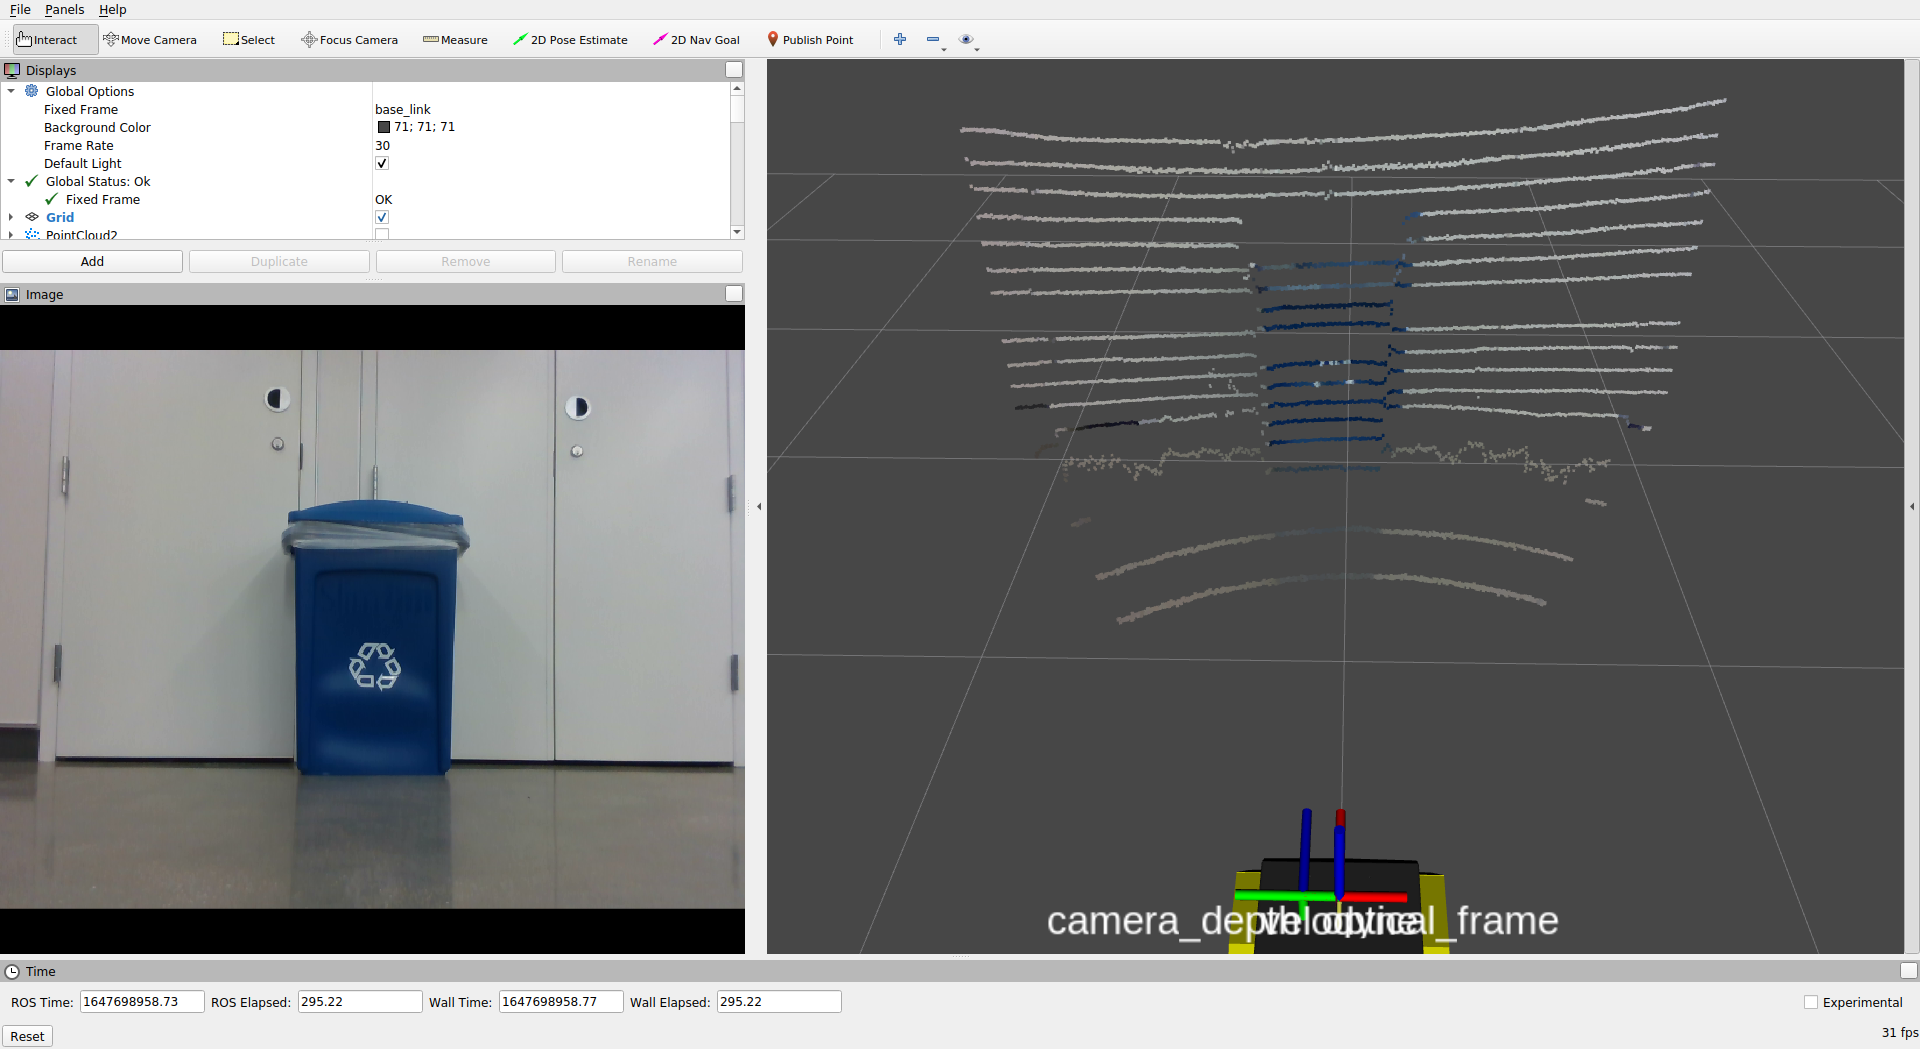 File Panels Help
Interact Move Camera Select Focus Camera Measure 2D Pose Estimate 2D Nav Goal Publish Point
Displays
Global Options
Fixed Frame base_link
Background Color 71; 71; 71
Frame Rate 30
Default Light
Global Status: Ok
Fixed Frame OK
Grid
PointCloud2
Add Duplicate Remove Rename
Image
camera_depth_optical_frame
velodyne
Time
ROS Time: 1647698958.73 ROS Elapsed: 295.22 Wall Time: 1647698958.77 Wall Elapsed: 295.22 Experimental
Reset 31 fps